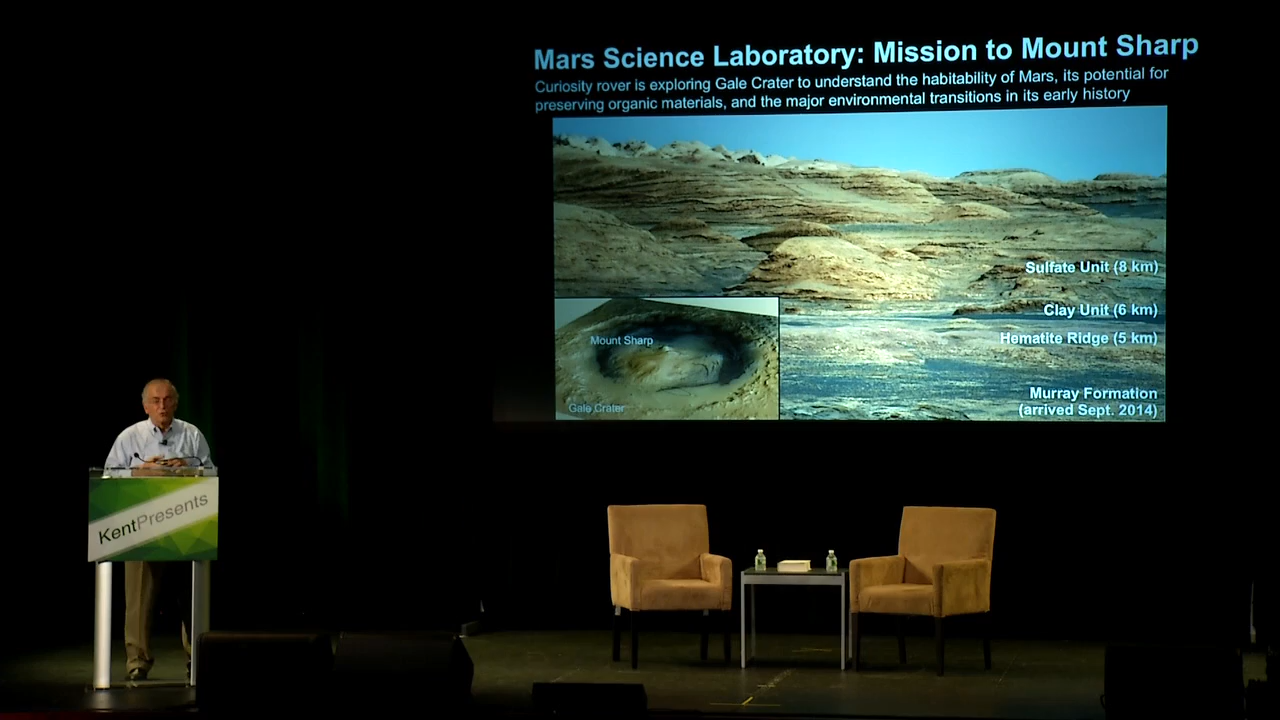 Mars Science Laboratory: Mission to Mount Sharp
Curiosity rover is exploring Gale Crater to understand the habitability of Mars, its potential for
preserving organic materials, and the major environmental transitions in its early history
Sulfate Unit (8 km)
Clay Unit (6 km)
Hematite Ridge (5 km)
Murray Formation
(arrived Sept. 2014)
Mount Sharp
Gale Crater
KentPresents